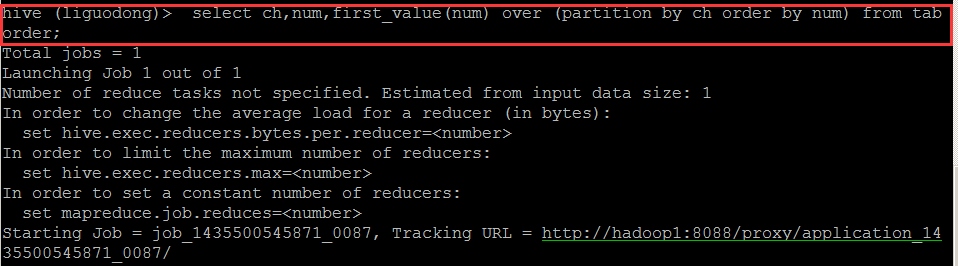 hive (liguodong)>  select ch,num,first_value(num) over (partition by ch order by num) from tab
order;
Total jobs = 1
Launching Job 1 out of 1
Number of reduce tasks not specified. Estimated from input data size: 1
In order to change the average load for a reducer (in bytes):
  set hive.exec.reducers.bytes.per.reducer=<number>
In order to limit the maximum number of reducers:
  set hive.exec.reducers.max=<number>
In order to set a constant number of reducers:
  set mapreduce.job.reduces=<number>
Starting Job = job_1435500545871_0087, Tracking URL = http://hadoop1:8088/proxy/application_14
35500545871_0087/